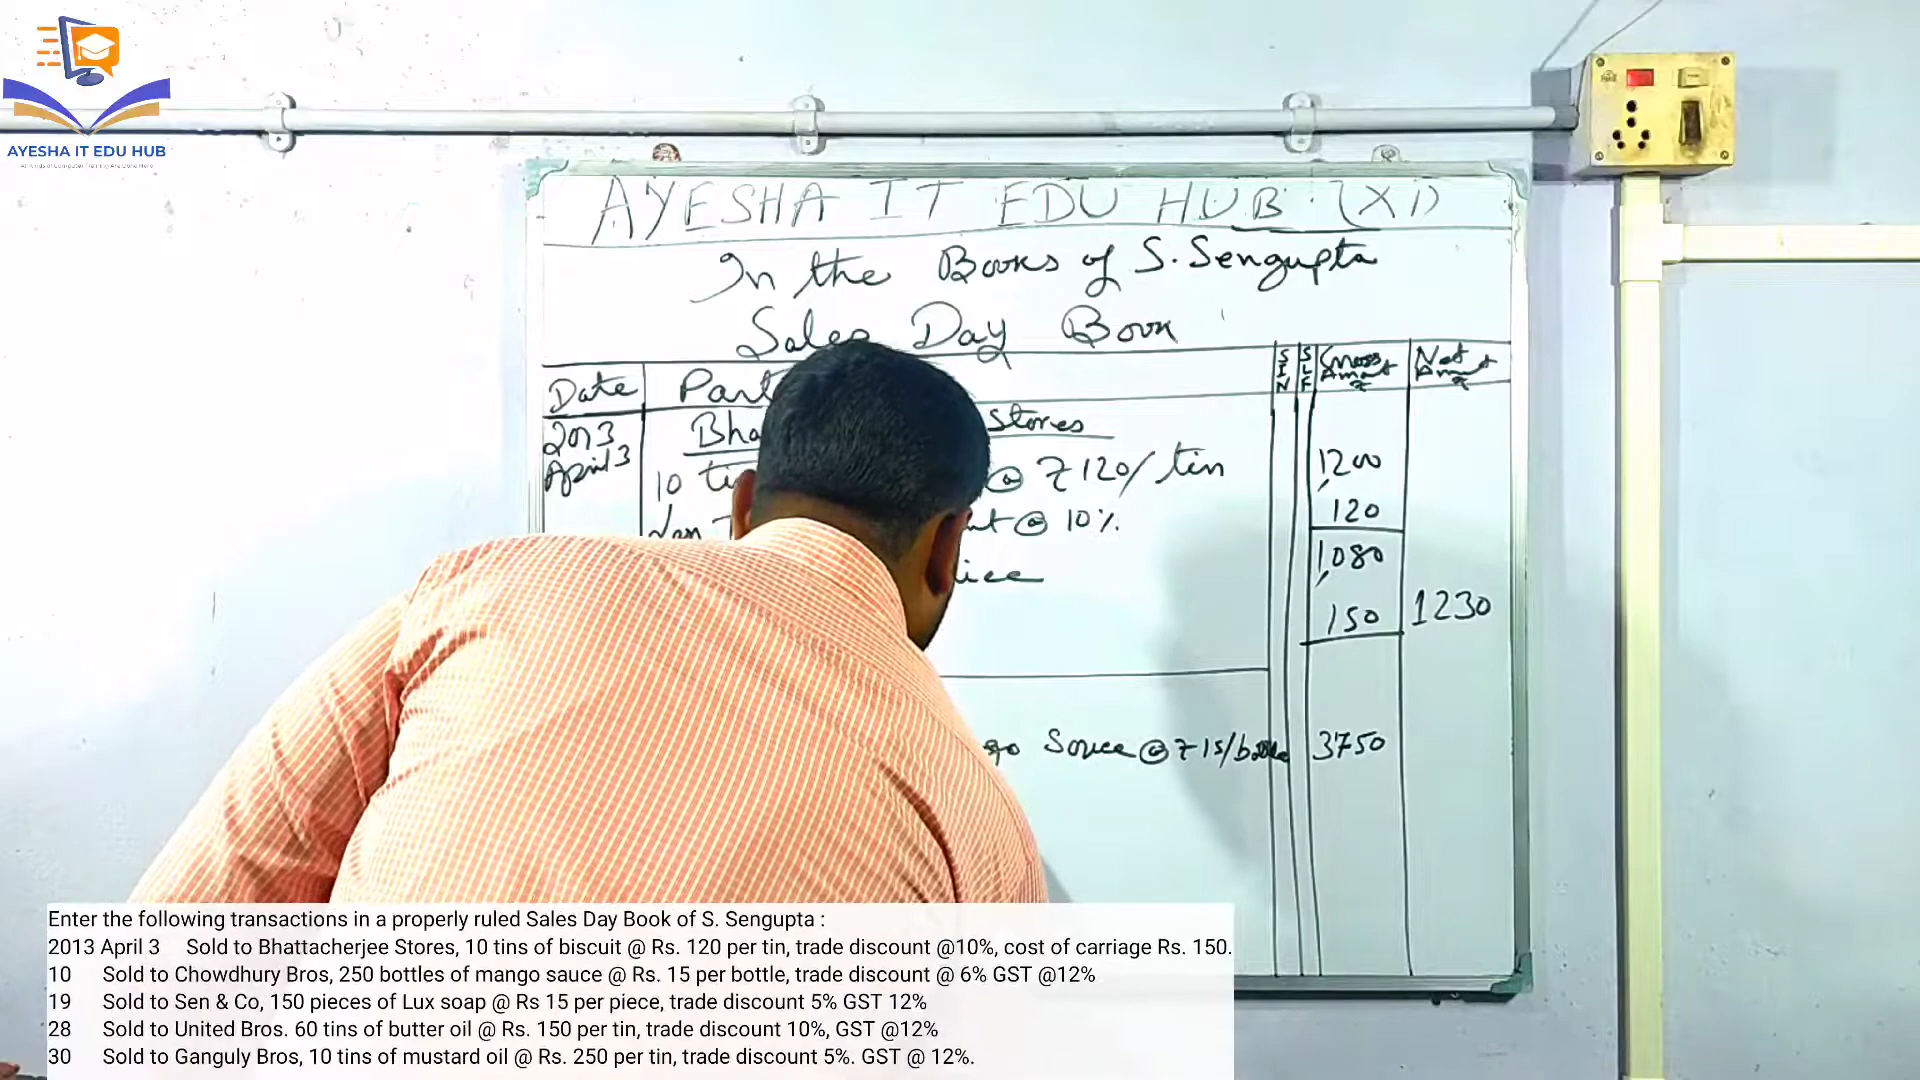 AYESHA IT EDU HUB
AYESHA IT EDU HUB (XI)
In the Books of S. Sengupta
Sales Day Book
Date Part SIN SLF Gross Amount ₹ Net Amount ₹
2013 Bha Stores
April 3 10 ti @ ₹120/ tin 1,200
@ 10% 120
1,080
150 1230
Souce @ ₹15/bottle 3750
Enter the following transactions in a properly ruled Sales Day Book of S. Sengupta :
2013 April 3 Sold to Bhattacherjee Stores, 10 tins of biscuit @ Rs. 120 per tin, trade discount @10%, cost of carriage Rs. 150.
10 Sold to Chowdhury Bros, 250 bottles of mango sauce @ Rs. 15 per bottle, trade discount @ 6% GST @12%
19 Sold to Sen & Co, 150 pieces of Lux soap @ Rs 15 per piece, trade discount 5% GST 12%
28 Sold to United Bros. 60 tins of butter oil @ Rs. 150 per tin, trade discount 10%, GST @12%
30 Sold to Ganguly Bros, 10 tins of mustard oil @ Rs. 250 per tin, trade discount 5%. GST @ 12%.